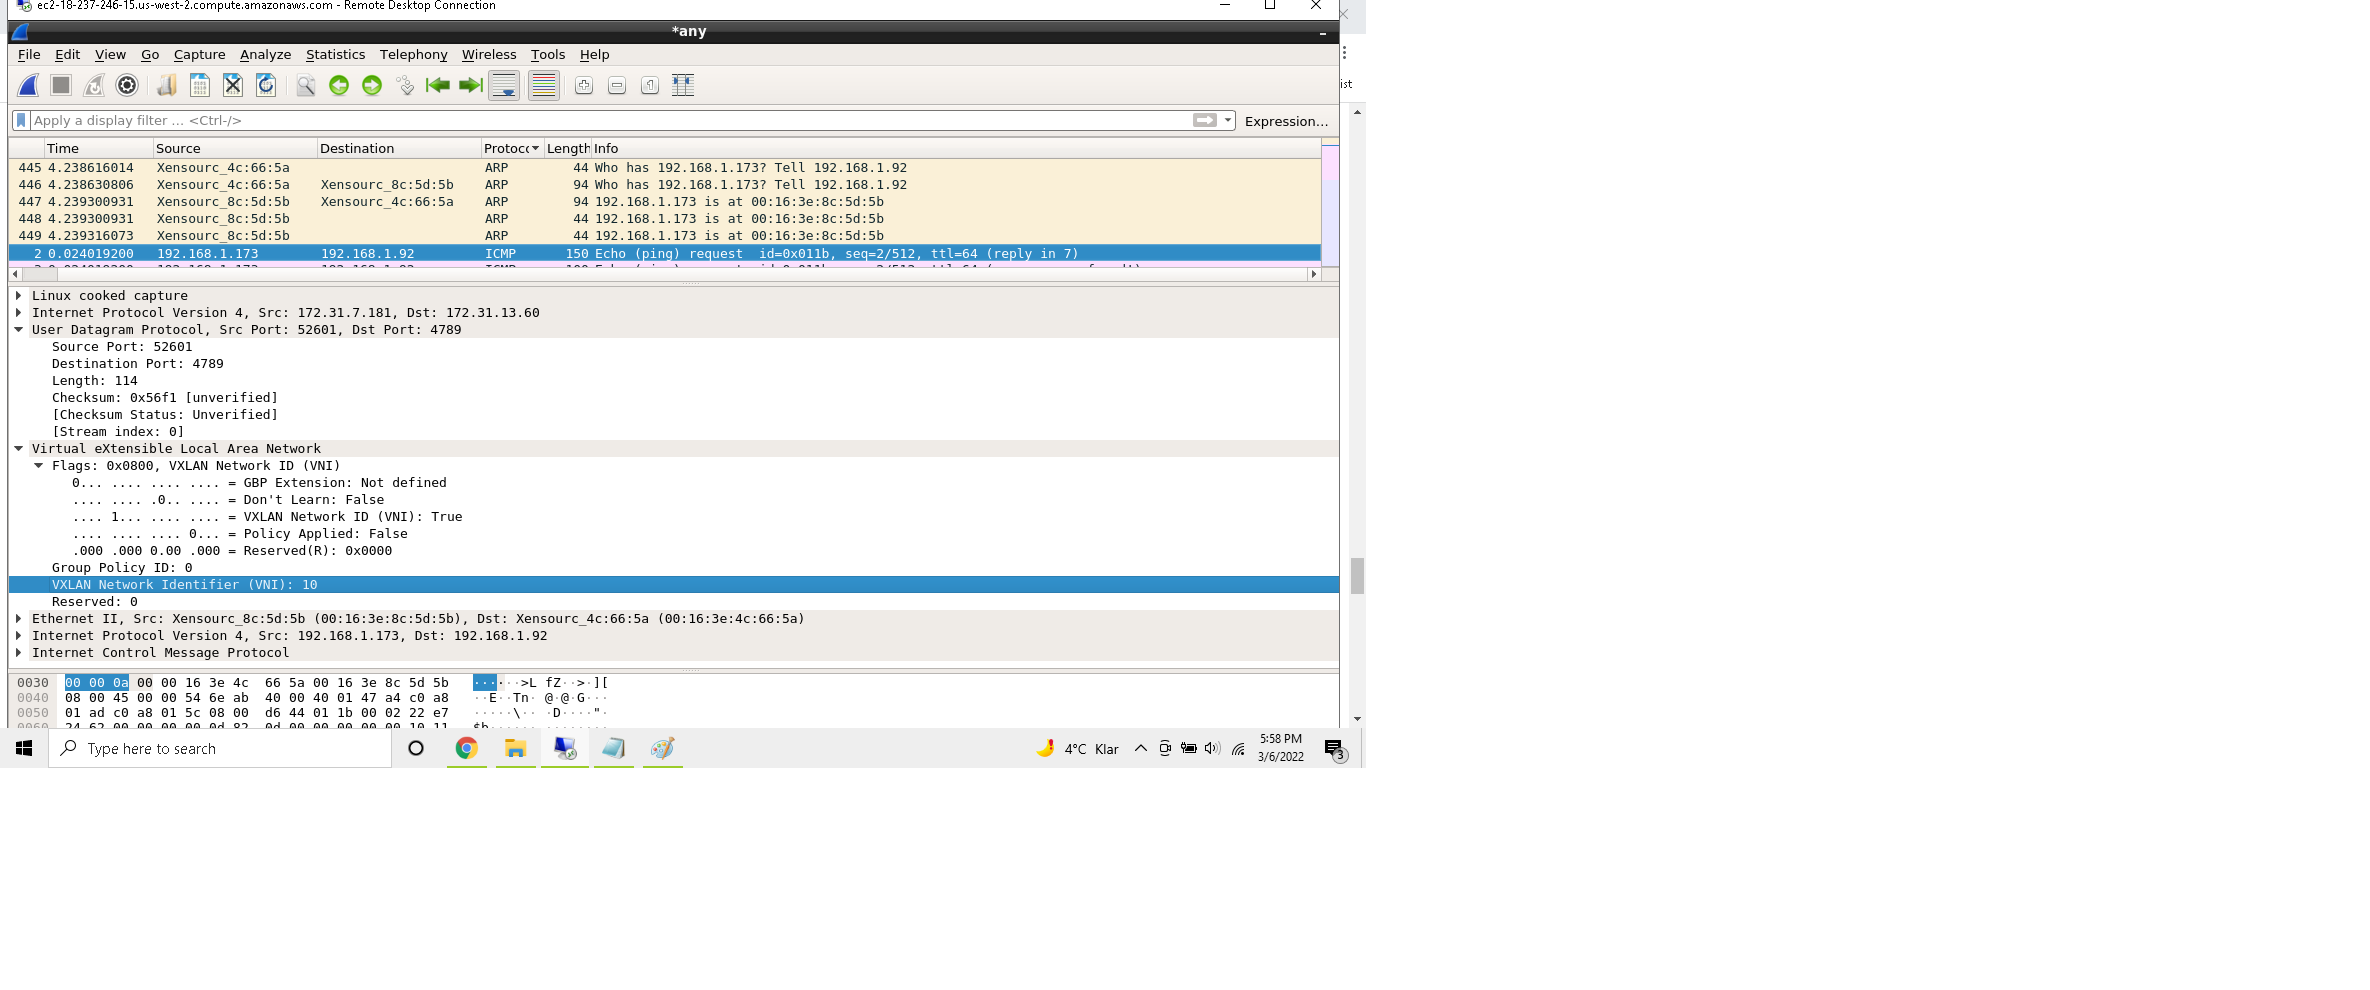 ec2-18-237-246-15.us-west-2.compute.amazonaws.com - Remote Desktop Connection
*any
File Edit View Go Capture Analyze Statistics Telephony Wireless Tools Help
ist
Apply a display filter ... <Ctrl-/> Expression...
Time Source Destination Protoc Length Info
445 4.238616014 Xensourc_4c:66:5a ARP 44 Who has 192.168.1.173? Tell 192.168.1.92
446 4.238630806 Xensourc_4c:66:5a Xensourc_8c:5d:5b ARP 94 Who has 192.168.1.173? Tell 192.168.1.92
447 4.239300931 Xensourc_8c:5d:5b Xensourc_4c:66:5a ARP 94 192.168.1.173 is at 00:16:3e:8c:5d:5b
448 4.239300931 Xensourc_8c:5d:5b ARP 44 192.168.1.173 is at 00:16:3e:8c:5d:5b
449 4.239316073 Xensourc_8c:5d:5b ARP 44 192.168.1.173 is at 00:16:3e:8c:5d:5b
2 0.024019200 192.168.1.173 192.168.1.92 ICMP 150 Echo (ping) request id=0x011b, seq=2/512, ttl=64 (reply in 7)
Linux cooked capture
Internet Protocol Version 4, Src: 172.31.7.181, Dst: 172.31.13.60
User Datagram Protocol, Src Port: 52601, Dst Port: 4789
Source Port: 52601
Destination Port: 4789
Length: 114
Checksum: 0x56f1 [unverified]
[Checksum Status: Unverified]
[Stream index: 0]
Virtual eXtensible Local Area Network
Flags: 0x0800, VXLAN Network ID (VNI)
0... .... .... .... = GBP Extension: Not defined
.... .... .0.. .... = Don't Learn: False
.... 1... .... .... = VXLAN Network ID (VNI): True
.... .... .... 0... = Policy Applied: False
.000 .000 0.00 .000 = Reserved(R): 0x0000
Group Policy ID: 0
VXLAN Network Identifier (VNI): 10
Reserved: 0
Ethernet II, Src: Xensourc_8c:5d:5b (00:16:3e:8c:5d:5b), Dst: Xensourc_4c:66:5a (00:16:3e:4c:66:5a)
Internet Protocol Version 4, Src: 192.168.1.173, Dst: 192.168.1.92
Internet Control Message Protocol
0030 00 00 0a 00 00 16 3e 4c 66 5a 00 16 3e 8c 5d 5b ······>L fZ··>·][
0040 08 00 45 00 00 54 6e ab 40 00 40 01 47 a4 c0 a8 ··E··Tn· @·@·G···
0050 01 ad c0 a8 01 5c 08 00 d6 44 01 1b 00 02 22 e7 ·····\·· ·D····"·
Type here to search
4°C Klar
5:58 PM
3/6/2022
3